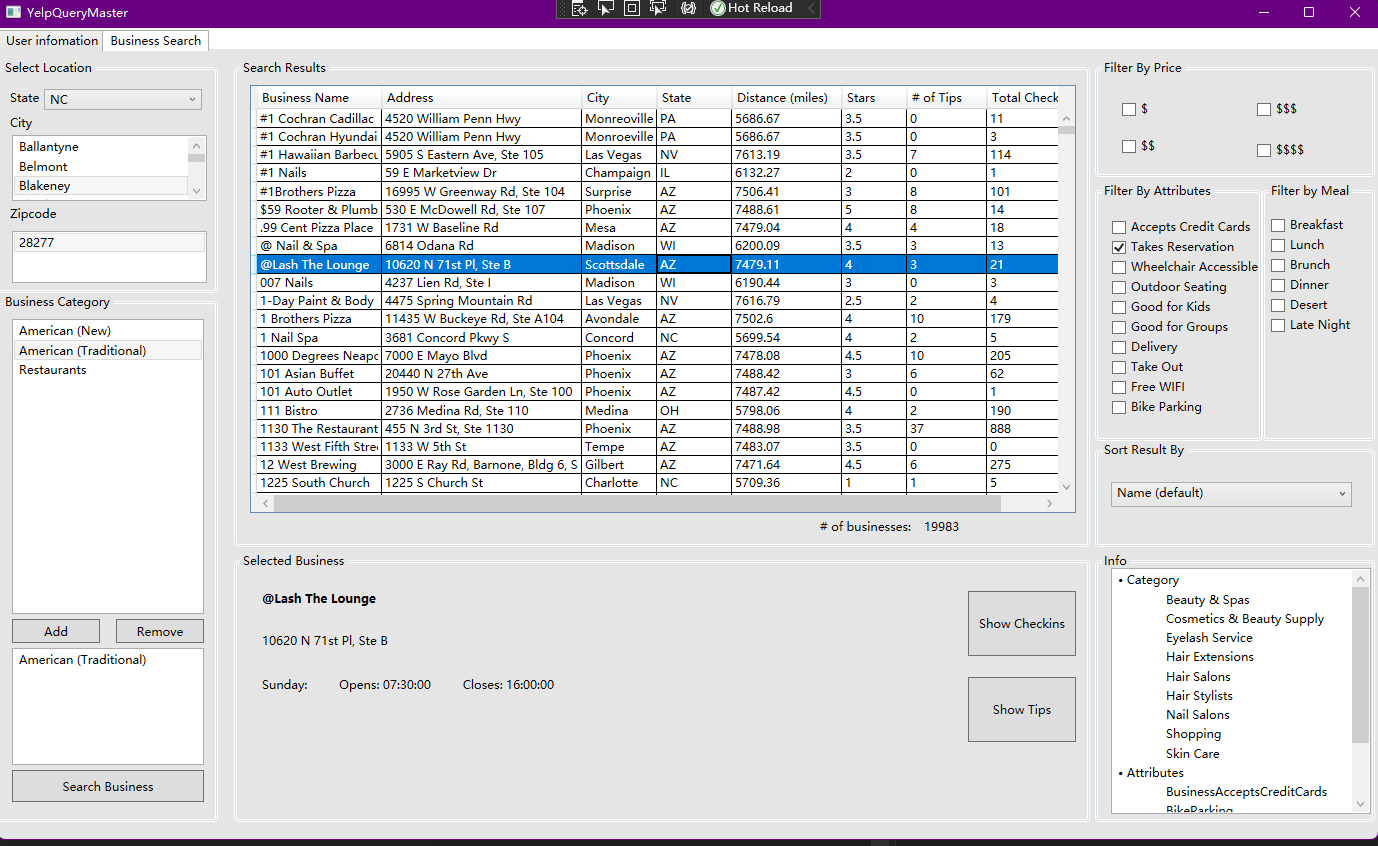 YelpQueryMaster
Hot Reload
User infomation Business Search
Select Location
State NC
City
Ballantyne
Belmont
Blakeney
Zipcode
28277
Business Category
American (New)
American (Traditional)
Restaurants
Add Remove
American (Traditional)
Search Business
Search Results
Business Name Address City State Distance (miles) Stars # of Tips Total Check
#1 Cochran Cadillac 4520 William Penn Hwy Monreoville PA 5686.67 3.5 0 11
#1 Cochran Hyundai 4520 William Penn Hwy Monroeville PA 5686.67 3.5 0 3
#1 Hawaiian Barbecu 5905 S Eastern Ave, Ste 105 Las Vegas NV 7613.19 3.5 7 114
#1 Nails 59 E Marketview Dr Champaign IL 6132.27 2 0 1
#1Brothers Pizza 16995 W Greenway Rd, Ste 104 Surprise AZ 7506.41 3 8 101
$59 Rooter & Plumb 530 E McDowell Rd, Ste 107 Phoenix AZ 7488.61 5 8 14
.99 Cent Pizza Place 1731 W Baseline Rd Mesa AZ 7479.04 4 4 18
@ Nail & Spa 6814 Odana Rd Madison WI 6200.09 3.5 3 13
@Lash The Lounge 10620 N 71st Pl, Ste B Scottsdale AZ 7479.11 4 3 21
007 Nails 4237 Lien Rd, Ste I Madison WI 6190.44 3 0 3
1-Day Paint & Body 4475 Spring Mountain Rd Las Vegas NV 7616.79 2.5 2 4
1 Brothers Pizza 11435 W Buckeye Rd, Ste A104 Avondale AZ 7502.6 4 10 179
1 Nail Spa 3681 Concord Pkwy S Concord NC 5699.54 4 2 5
1000 Degrees Neapo 7000 E Mayo Blvd Phoenix AZ 7478.08 4.5 10 205
101 Asian Buffet 20440 N 27th Ave Phoenix AZ 7488.42 3 6 62
101 Auto Outlet 1950 W Rose Garden Ln, Ste 100 Phoenix AZ 7487.42 4.5 0 1
111 Bistro 2736 Medina Rd, Ste 110 Medina OH 5798.06 4 2 190
1130 The Restaurant 455 N 3rd St, Ste 1130 Phoenix AZ 7488.98 3.5 37 888
1133 West Fifth Stree 1133 W 5th St Tempe AZ 7483.07 3.5 0 0
12 West Brewing 3000 E Ray Rd, Barnone, Bldg 6, S Gilbert AZ 7471.64 4.5 6 275
1225 South Church 1225 S Church St Charlotte NC 5709.36 1 1 5
# of businesses: 19983
Selected Business
@Lash The Lounge
10620 N 71st Pl, Ste B
Sunday: Opens: 07:30:00 Closes: 16:00:00
Show Checkins
Show Tips
Filter By Price
$ $$$
$$ $$$$
Filter By Attributes
Accepts Credit Cards
Takes Reservation
Wheelchair Accessible
Outdoor Seating
Good for Kids
Good for Groups
Delivery
Take Out
Free WIFI
Bike Parking
Filter by Meal
Breakfast
Lunch
Brunch
Dinner
Desert
Late Night
Sort Result By
Name (default)
Info
• Category
Beauty & Spas
Cosmetics & Beauty Supply
Eyelash Service
Hair Extensions
Hair Salons
Hair Stylists
Nail Salons
Shopping
Skin Care
• Attributes
BusinessAcceptsCreditCards
BikeParking